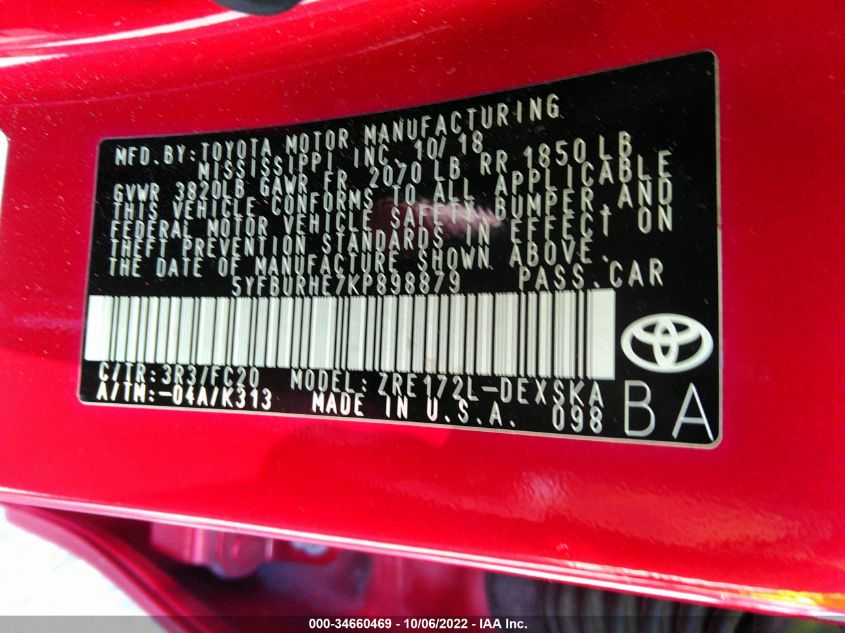 MFD.BY:TOYOTA MOTOR MANUFACTURING
MISSISSIPPI INC. 10/18
GVWR 3820LB GAWR FR 2070 LB RR 1850LB
THIS VEHICLE CONFORMS TO ALL APPLICABLE
FEDERAL MOTOR VEHICLE SAFETY, BUMPER, AND
THEFT PREVENTION STANDARDS IN EFFECT ON
THE DATE OF MANUFACTURE SHOWN ABOVE.
5YFBURHE7KP898879 PASS.CAR
C/TR:3R3/FC20 MODEL: ZRE172L-DEXSKA
A/TM:-04A/K313 MADE IN U.S.A. 098
BA
000-34660469 - 10/06/2022 - IAA Inc.